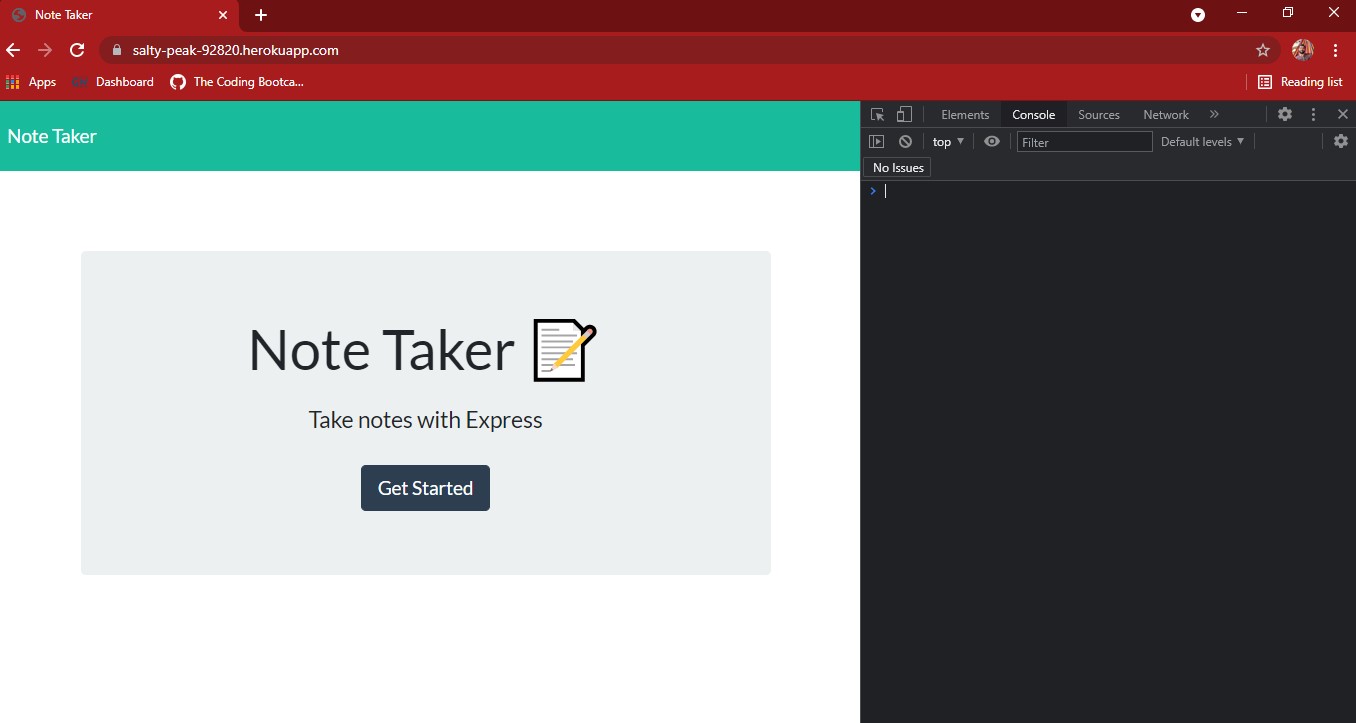 Note Taker
salty-peak-92820.herokuapp.com
Apps Dashboard The Coding Bootca... Reading list
Note Taker
Note Taker
Take notes with Express
Get Started
Elements Console Sources Network
top Filter Default levels
No Issues